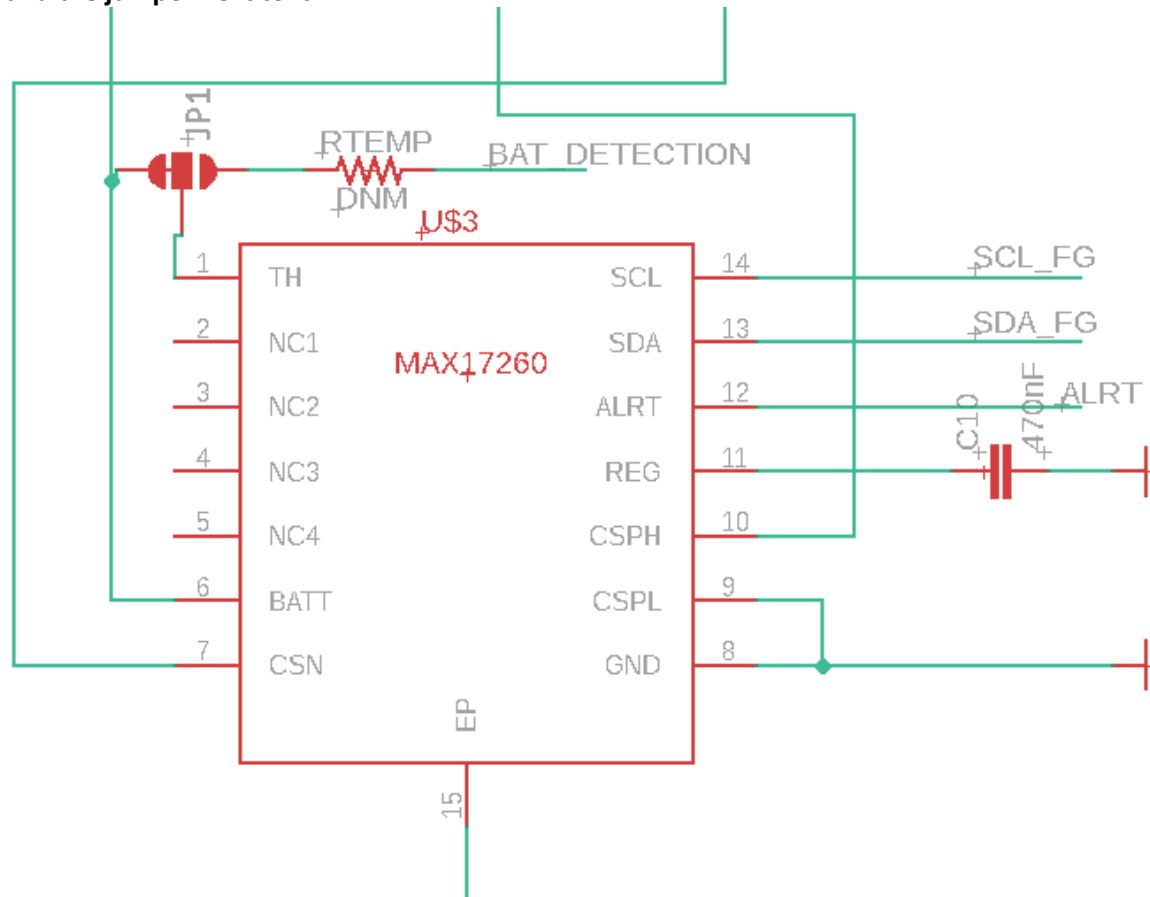 JP1
RTEMP
BAT_DETECTION
DNM
U$3
1 TH SCL 14 SCL_FG
2 NC1 SDA 13 SDA_FG
MAX17260
3 NC2 ALRT 12 ALRT
C10 470nF
4 NC3 REG 11
5 NC4 CSPH 10
6 BATT CSPL 9
7 CSN GND 8
EP
15